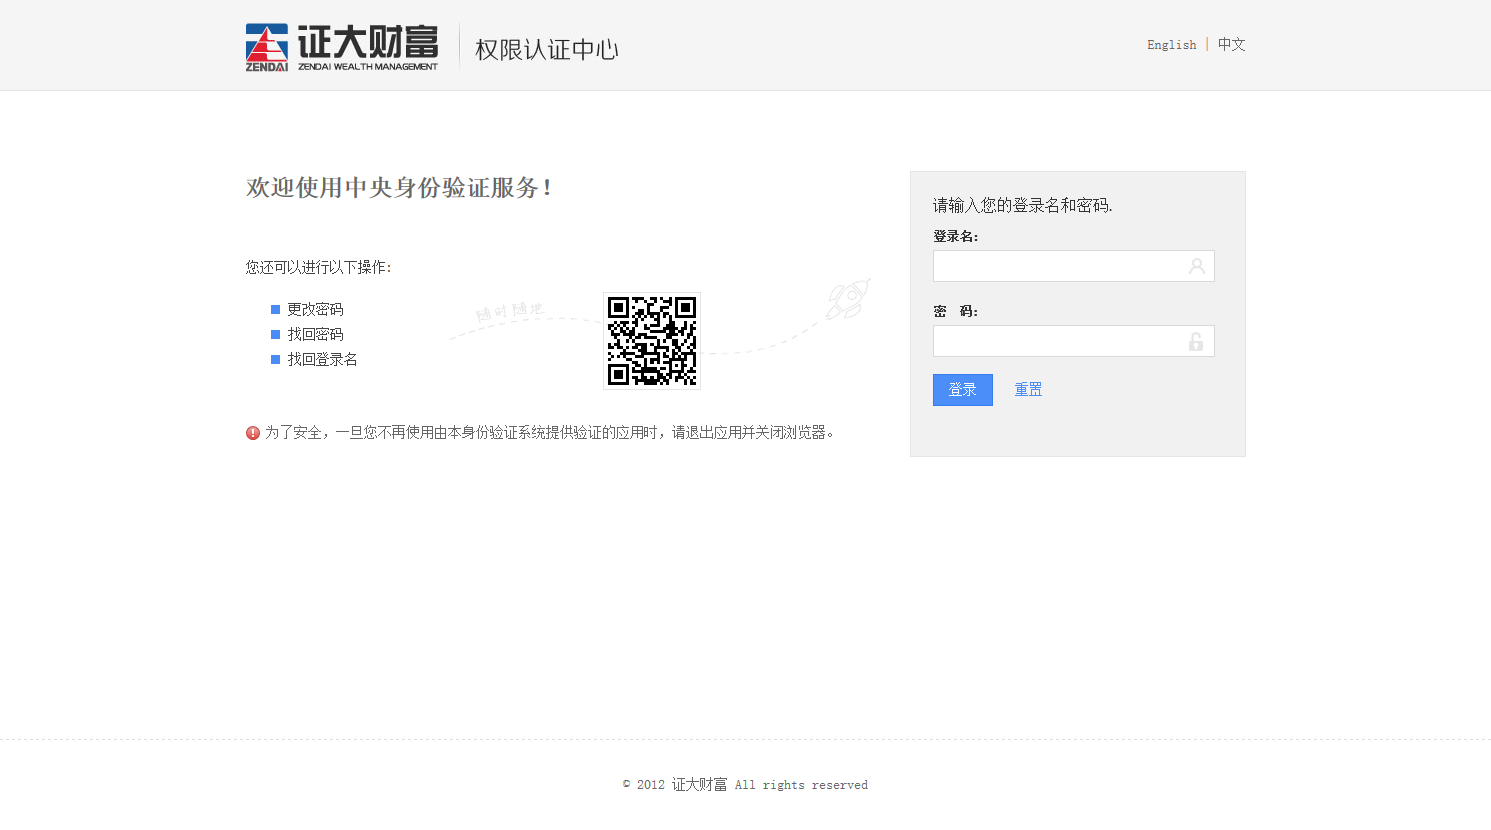 证大财富
ZENDAI
ZENDAI WEALTH MANAGEMENT
权限认证中心
English | 中文
欢迎使用中央身份验证服务！
您还可以进行以下操作:
更改密码
找回密码
找回登录名
随时随地
为了安全，一旦您不再使用由本身份验证系统提供验证的应用时，请退出应用并关闭浏览器。
请输入您的登录名和密码.
登录名:
密 码:
登录 重置
© 2012 证大财富 All rights reserved